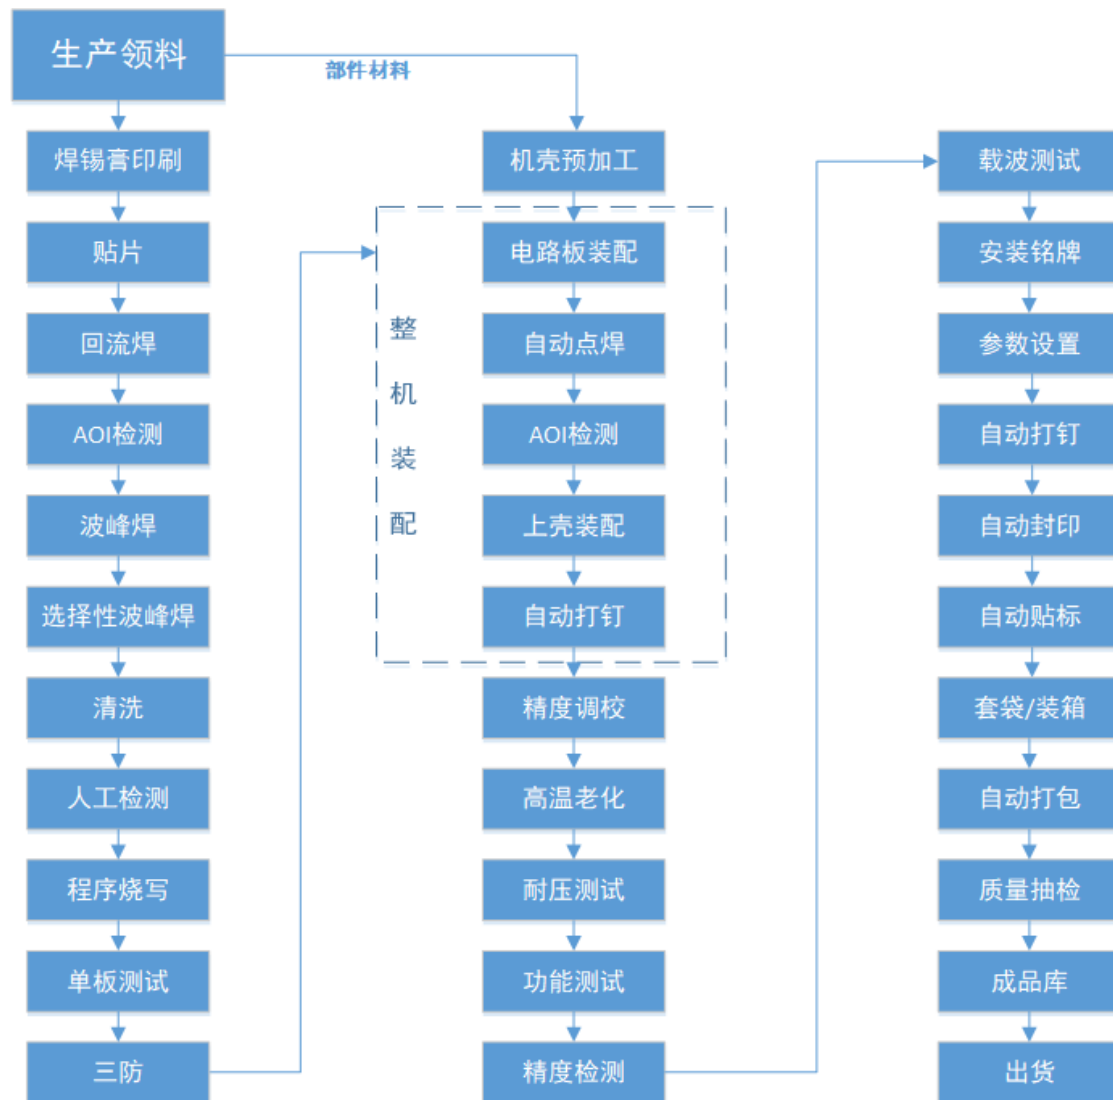 生产领料
部件材料
焊锡膏印刷
贴片
回流焊
AOI检测
波峰焊
选择性波峰焊
清洗
人工检测
程序烧写
单板测试
三防
机壳预加工
整机装配
电路板装配
自动点焊
AOI检测
上壳装配
自动打钉
精度调校
高温老化
耐压测试
功能测试
精度检测
载波测试
安装铭牌
参数设置
自动打钉
自动封印
自动贴标
套袋/装箱
自动打包
质量抽检
成品库
出货